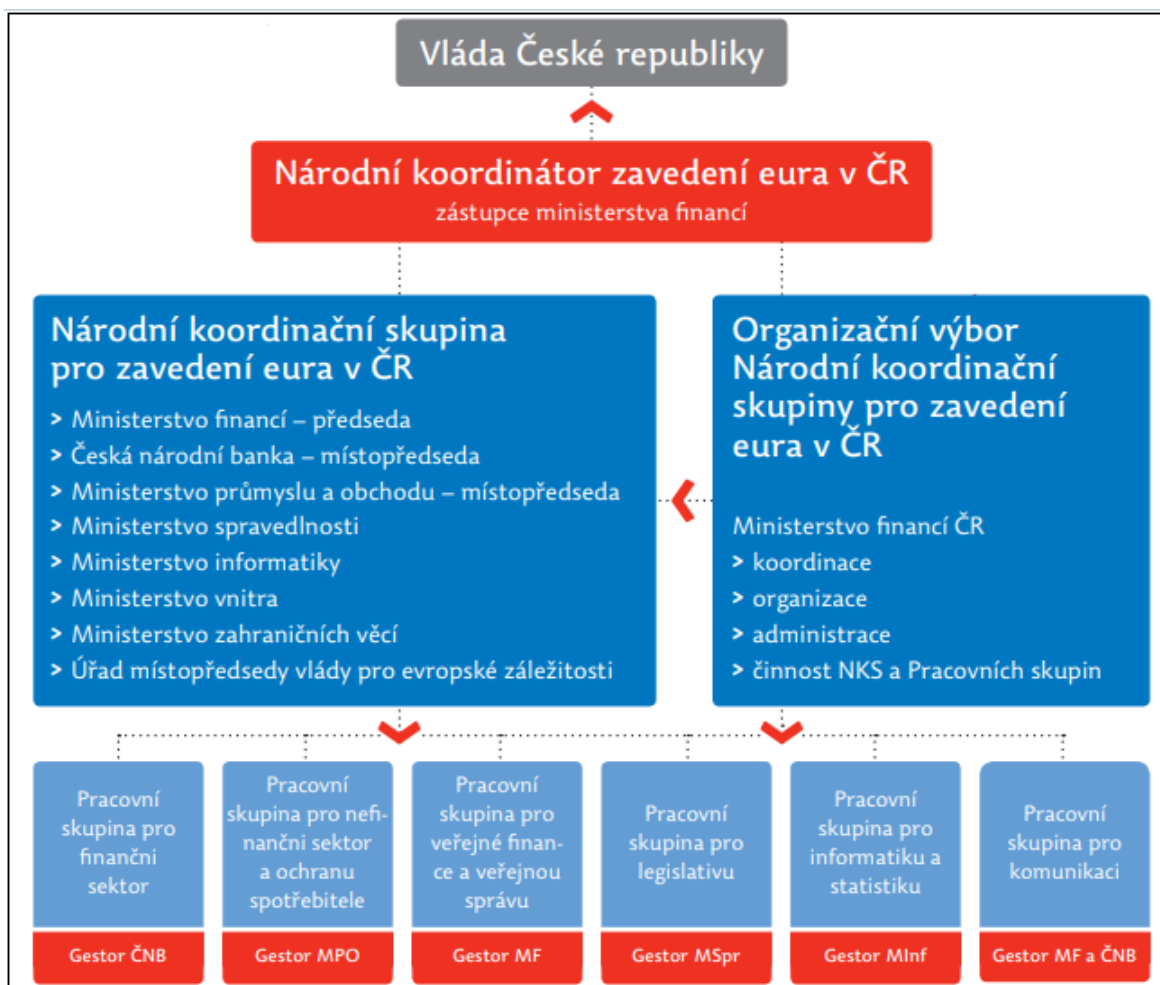 Vláda České republiky
Národní koordinátor zavedení eura v ČR
zástupce ministerstva financí
Národní koordinační skupina
pro zavedení eura v ČR
> Ministerstvo financí – předseda
> Česká národní banka – místopředseda
> Ministerstvo průmyslu a obchodu – místopředseda
> Ministerstvo spravedlnosti
> Ministerstvo informatiky
> Ministerstvo vnitra
> Ministerstvo zahraničních věcí
> Úřad místopředsedy vlády pro evropské záležitosti
Organizační výbor
Národní koordinační
skupiny pro zavedení
eura v ČR
Ministerstvo financí ČR
> koordinace
> organizace
> administrace
> činnost NKS a Pracovních skupin
Pracovní
skupina pro
finanční
sektor
Gestor ČNB
Pracovní
skupina pro nefi-
nanční sektor
a ochranu
spotřebitele
Gestor MPO
Pracovní
skupina pro
veřejné finan-
ce a veřejnou
správu
Gestor MF
Pracovní
skupina pro
legislativu
Gestor MSpr
Pracovní
skupina pro
informatiku a
statistiku
Gestor MInf
Pracovní
skupina pro
komunikaci
Gestor MF a ČNB